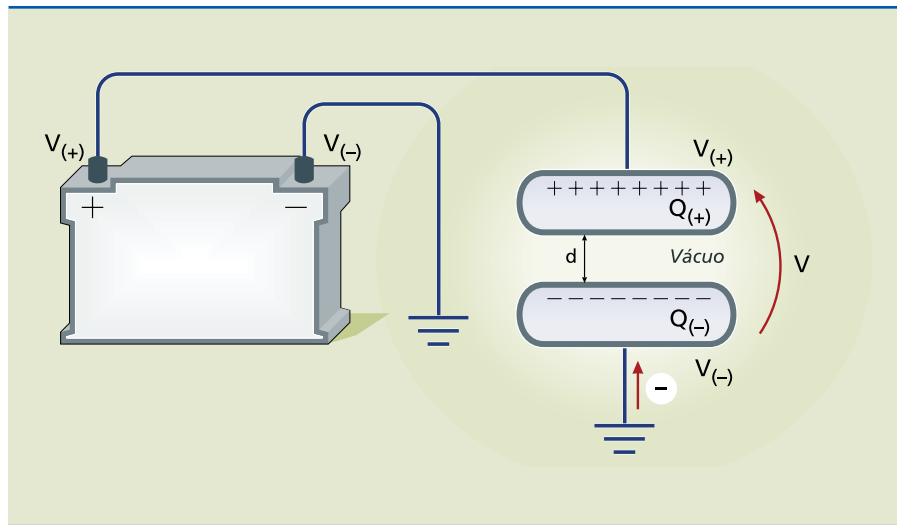 V(+)
V(–)
+
–
V(+)
+ + + + + + + +
Q(+)
d
Vácuo
V
– – – – – – –
Q(–)
V(–)
–